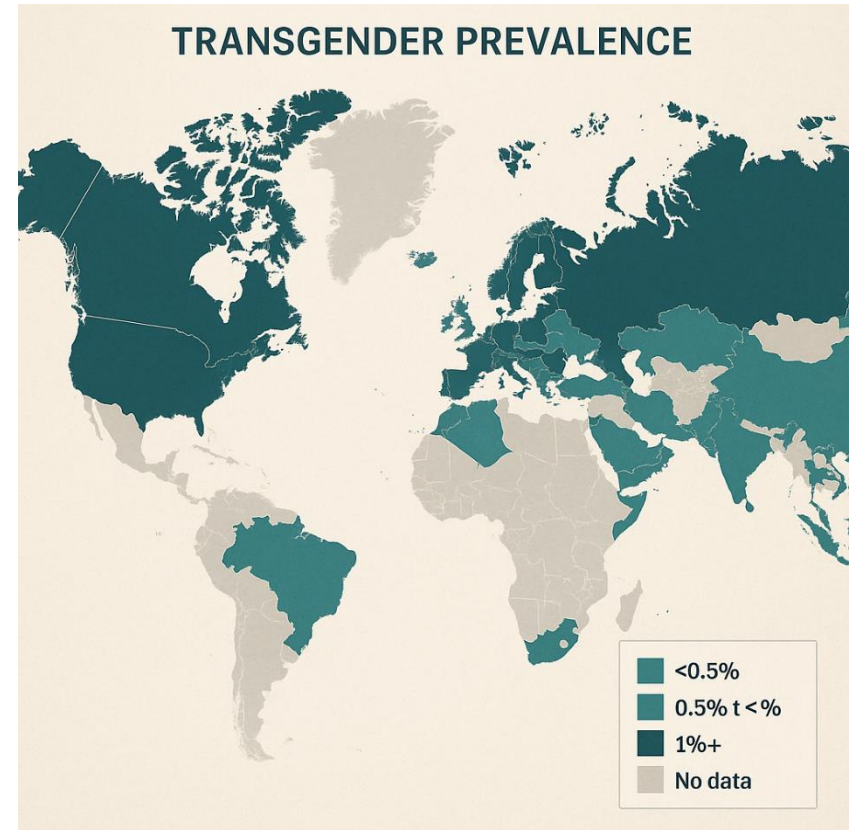 TRANSGENDER PREVALENCE
<0.5%
0.5% t < %
1%+
No data